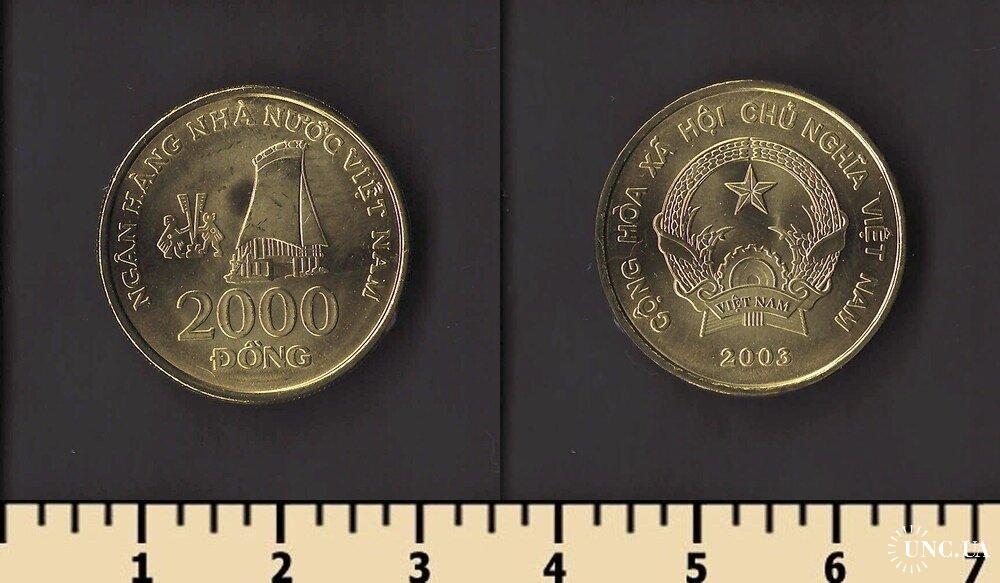 NGÂN HÀNG NHÀ NƯỚC VIỆT NAM
2000
ĐỒNG
CỘNG HÒA XÃ HỘI CHỦ NGHĨA VIỆT NAM
VIỆT NAM
2003
1 2 3 4 5 6 7
UNC.UA